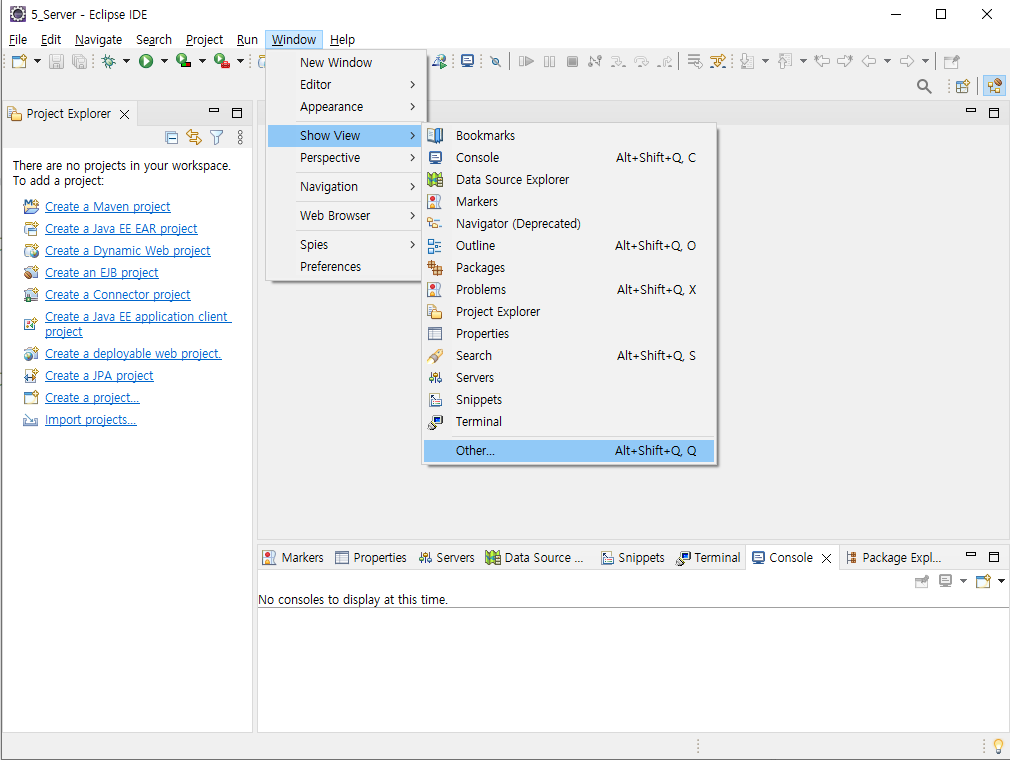 5_Server - Eclipse IDE
File Edit Navigate Search Project Run Window Help
New Window
Editor
Appearance
Show View
Perspective
Navigation
Web Browser
Spies
Preferences
Bookmarks
Console Alt+Shift+Q, C
Data Source Explorer
Markers
Navigator (Deprecated)
Outline Alt+Shift+Q, O
Packages
Problems Alt+Shift+Q, X
Project Explorer
Properties
Search Alt+Shift+Q, S
Servers
Snippets
Terminal
Other... Alt+Shift+Q, Q
Project Explorer
There are no projects in your workspace.
To add a project:
Create a Maven project
Create a Java EE EAR project
Create a Dynamic Web project
Create an EJB project
Create a Connector project
Create a Java EE application client
project
Create a deployable web project.
Create a JPA project
Create a project...
Import projects...
Markers Properties Servers Data Source ... Snippets Terminal Console Package Expl...
No consoles to display at this time.